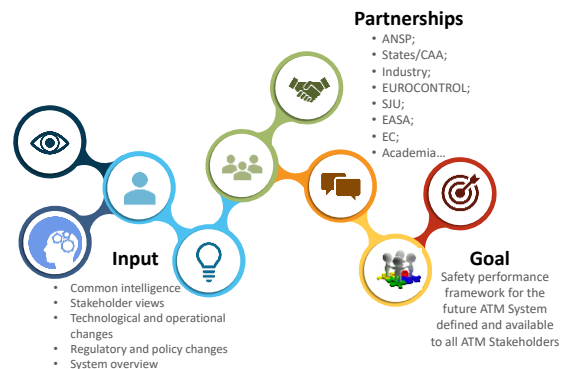 Partnerships
• ANSP;
• States/CAA;
• Industry;
• EUROCONTROL;
• SJU;
• EASA;
• EC;
• Academia…
Input
• Common intelligence
• Stakeholder views
• Technological and operational
changes
• Regulatory and policy changes
• System overview
Goal
Safety performance
framework for the
future ATM System
defined and available
to all ATM Stakeholders